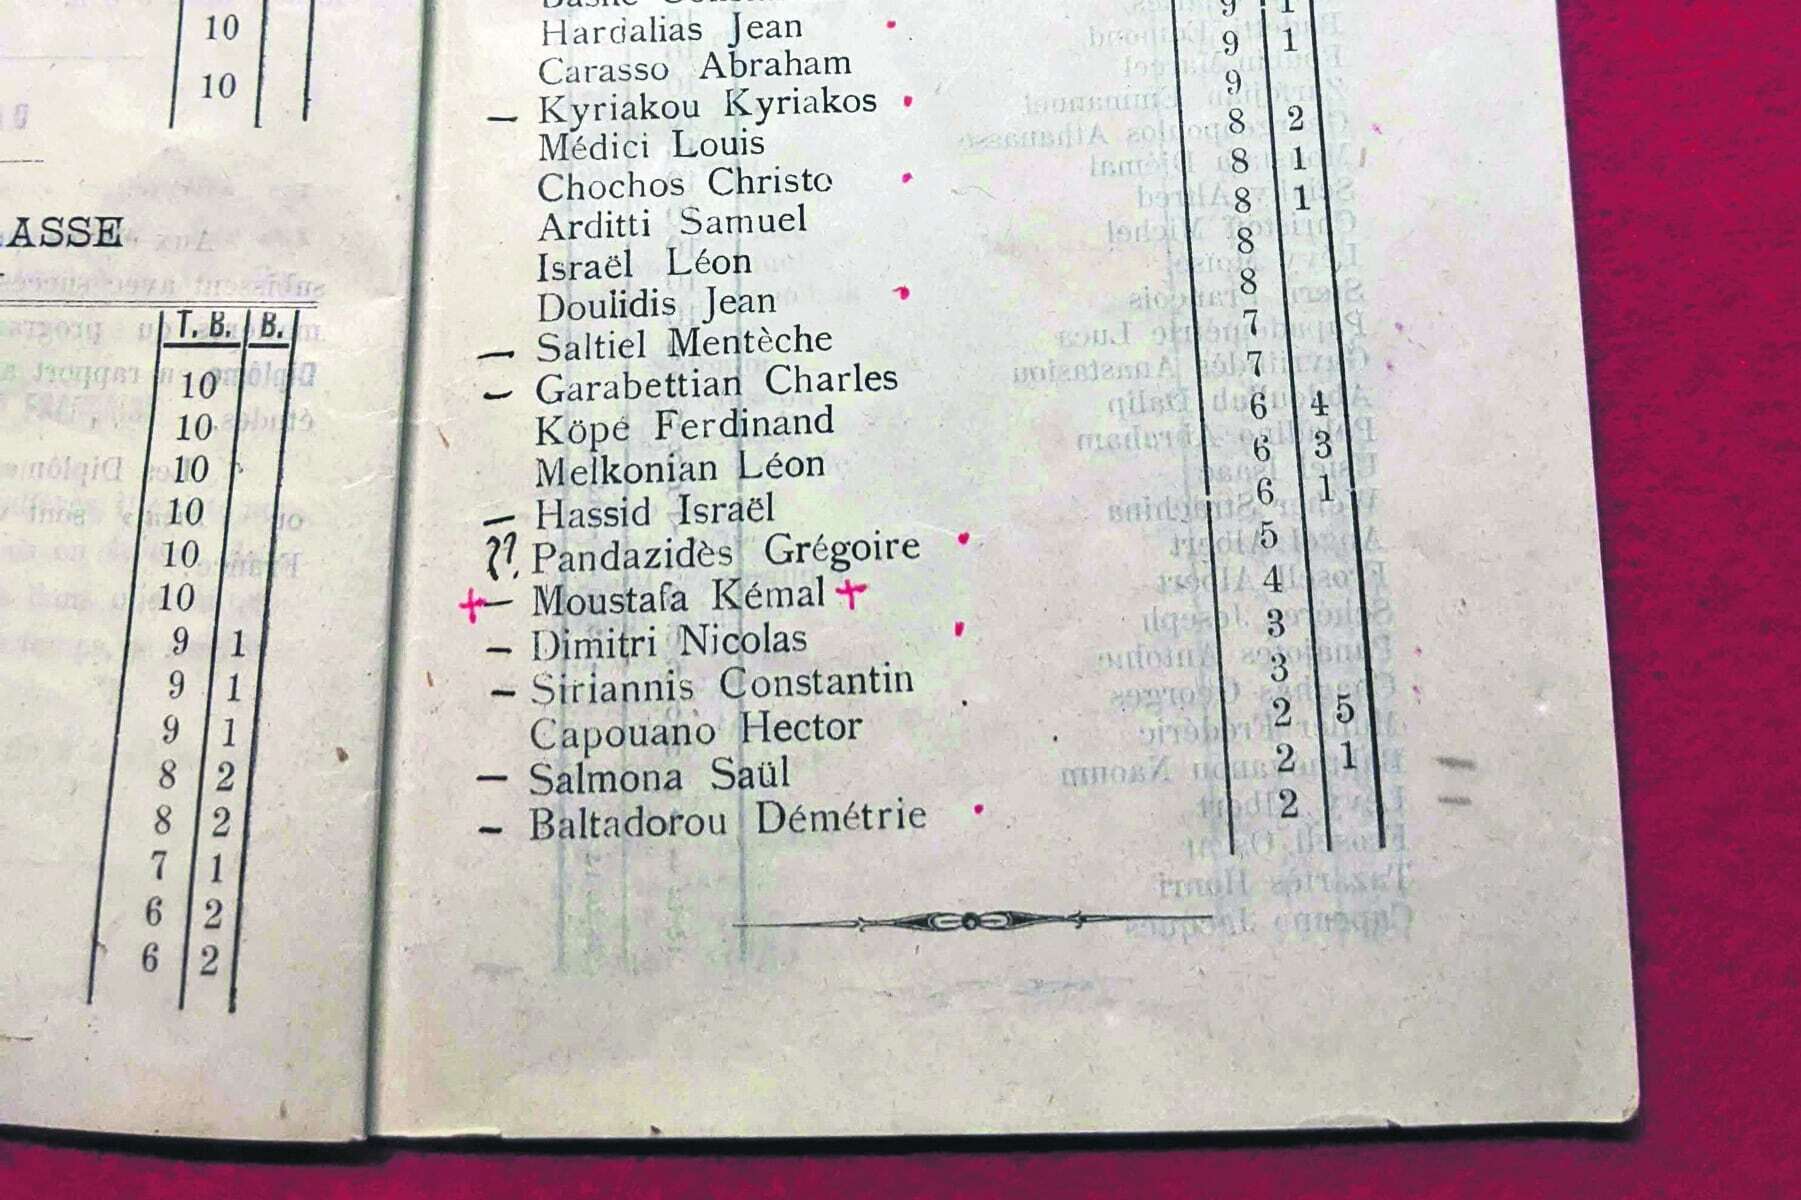 10
10
ASSE
T. B. B.
10
10
10
10
10
10
9 1
9 1
9 1
8 2
8 2
7 1
6 2
6 2
Hardalias Jean 9 1
Carasso Abraham 9 1
– Kyriakou Kyriakos 9
Médici Louis 8 2
Chochos Christo 8 1
Arditti Samuel 8 1
Israël Léon 8
Doulidis Jean 8
– Saltiel Mentèche 7
– Garabettian Charles 7
Köpe Ferdinand 6 4
Melkonian Léon 6 3
– Hassid Israël 6 1
??. Pandazidès Grégoire 5
+ – Moustafa Kémal + 4
– Dimitri Nicolas 3
– Siriannis Constantin 3
Capouano Hector 2 5
– Salmona Saül 2 1
– Baltadorou Démétrie 2